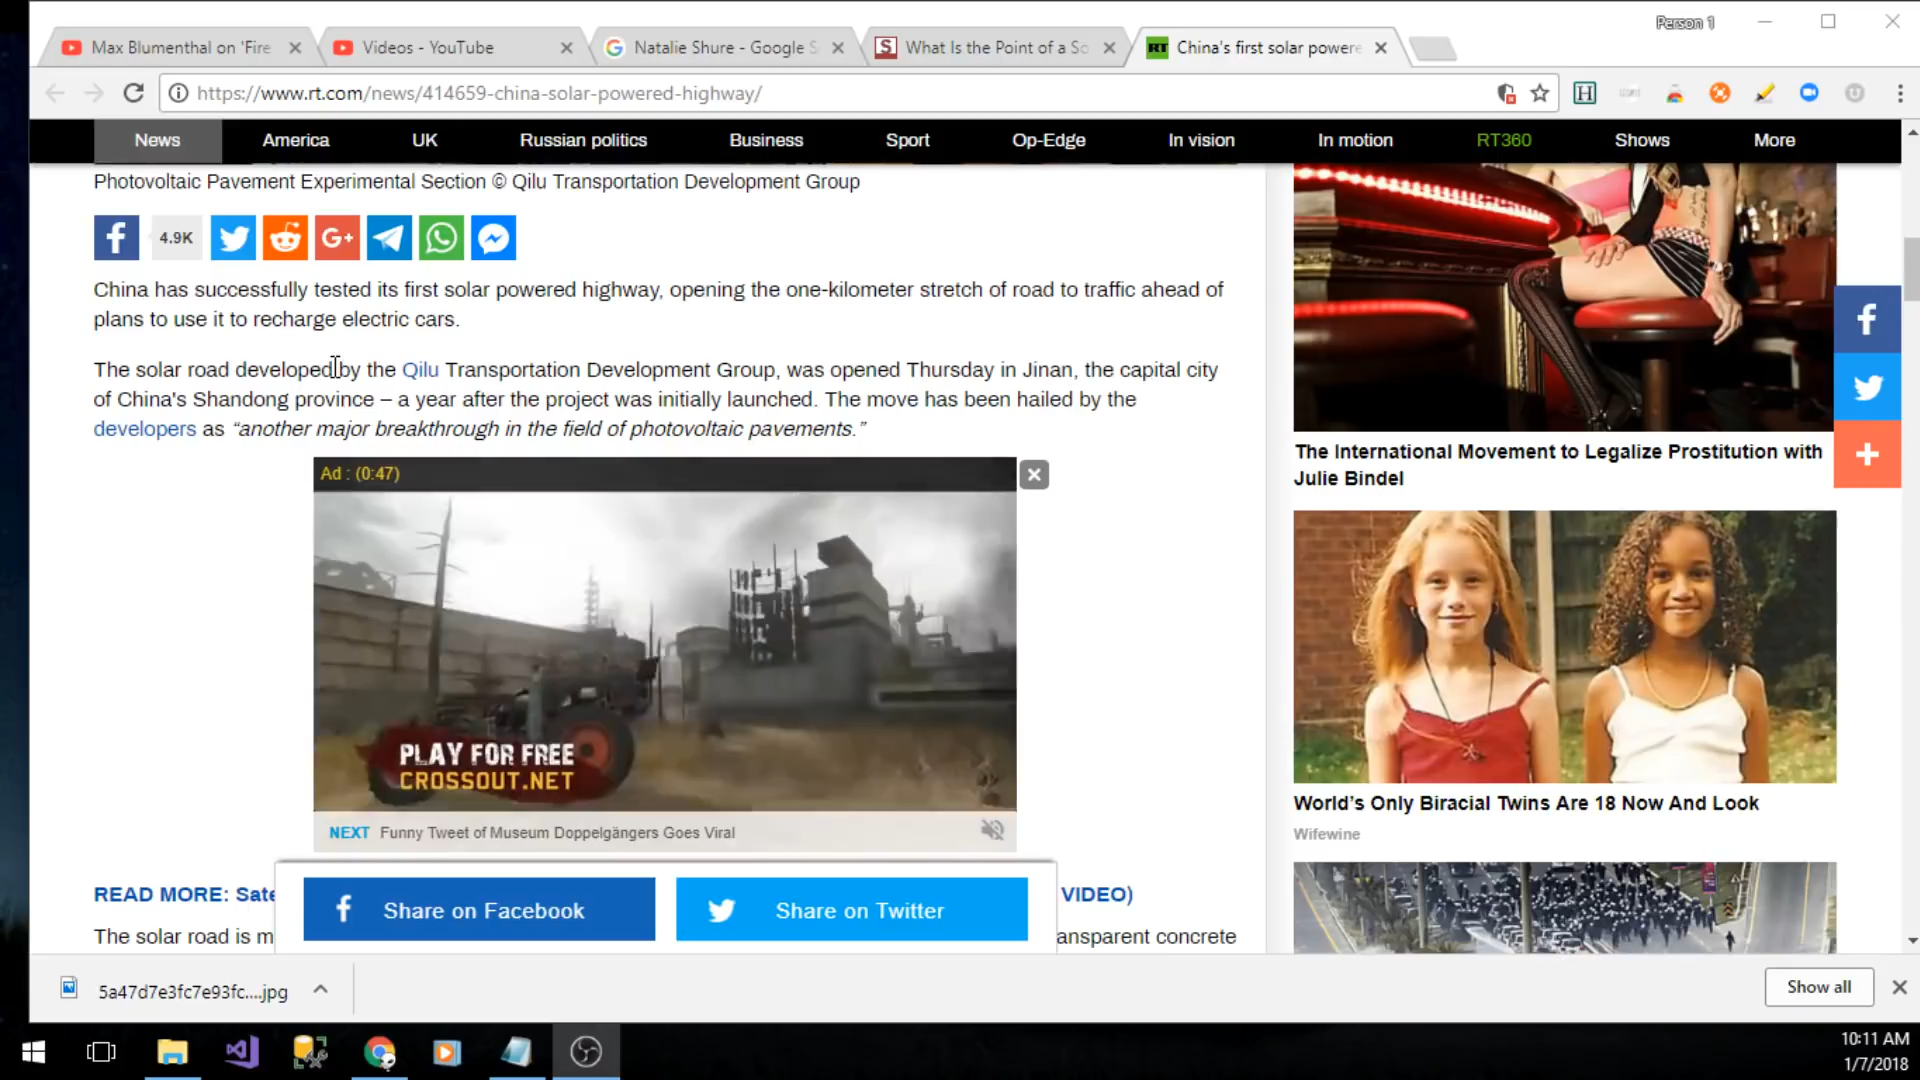 Person 1
Max Blumenthal on 'Fire
Videos - YouTube
Natalie Shure - Google S
What Is the Point of a So
RT China's first solar powere
https://www.rt.com/news/414659-china-solar-powered-highway/
News America UK Russian politics Business Sport Op-Edge In vision In motion RT360 Shows More
Photovoltaic Pavement Experimental Section © Qilu Transportation Development Group
4.9K
G+
China has successfully tested its first solar powered highway, opening the one-kilometer stretch of road to traffic ahead of
plans to use it to recharge electric cars.
The solar road developed by the Qilu Transportation Development Group, was opened Thursday in Jinan, the capital city
of China's Shandong province – a year after the project was initially launched. The move has been hailed by the
developers as “another major breakthrough in the field of photovoltaic pavements.”
Ad : (0:47)
PLAY FOR FREE
CROSSOUT.NET
NEXT Funny Tweet of Museum Doppelgängers Goes Viral
READ MORE: Sate
VIDEO)
Share on Facebook
Share on Twitter
The solar road is m
ansparent concrete
The International Movement to Legalize Prostitution with
Julie Bindel
World’s Only Biracial Twins Are 18 Now And Look
Wifewine
5a47d7e3fc7e93fc....jpg
Show all
10:11 AM
1/7/2018